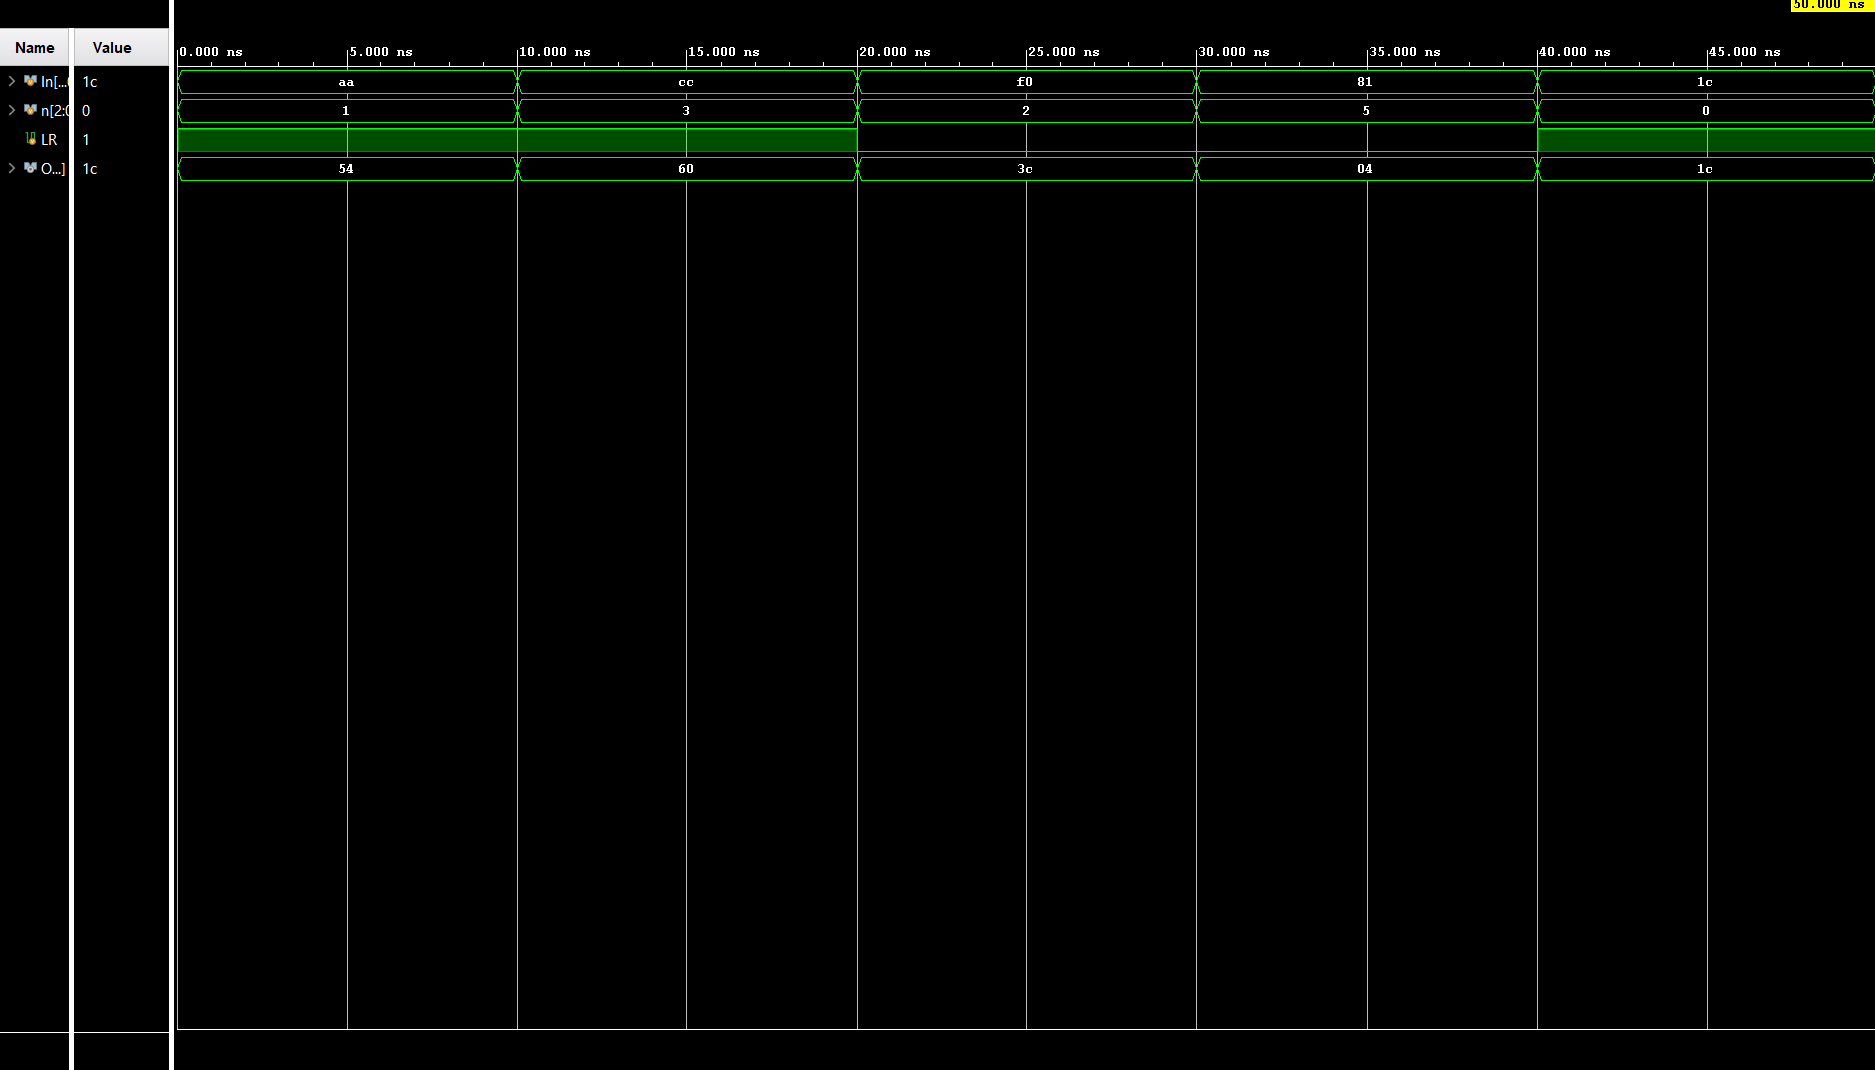 50.000 ns
Name Value
0.000 ns 5.000 ns 10.000 ns 15.000 ns 20.000 ns 25.000 ns 30.000 ns 35.000 ns 40.000 ns 45.000 ns
In[... 1c aa cc f0 81 1c
n[2:0 0 1 3 2 5 0
LR 1
O...] 1c 54 60 3c 04 1c